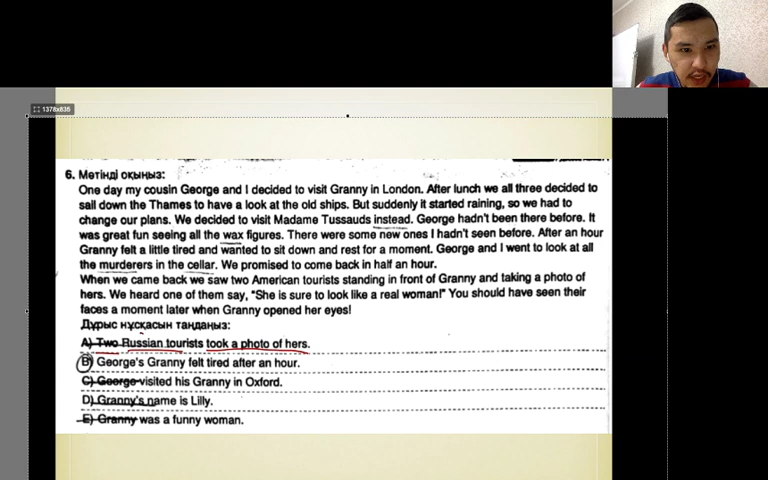 1378x835
6. Мәтінді оқыңыз:
One day my cousin George and I decided to visit Granny in London. After lunch we all three decided to
sail down the Thames to have a look at the old ships. But suddenly it started raining, so we had to
change our plans. We decided to visit Madame Tussauds instead. George hadn't been there before. It
was great fun seeing all the wax figures. There were some new ones I hadn't seen before. After an hour
Granny felt a little tired and wanted to sit down and rest for a moment. George and I went to look at all
the murderers in the cellar. We promised to come back in half an hour.
When we came back we saw two American tourists standing in front of Granny and taking a photo of
hers. We heard one of them say, "She is sure to look like a real woman!" You should have seen their
faces a moment later when Granny opened her eyes!
Дұрыс нұсқасын таңдаңыз:
A) Two Russian tourists took a photo of hers.
B) George's Granny felt tired after an hour.
C) George visited his Granny in Oxford.
D) Granny's name is Lilly.
E) Granny was a funny woman.